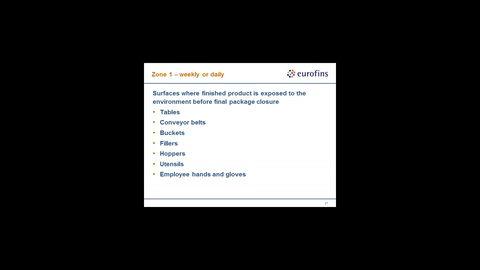 Zone 1 – weekly or daily
eurofins
Surfaces where finished product is exposed to the
environment before final package closure
• Tables
• Conveyor belts
• Buckets
• Fillers
• Hoppers
• Utensils
• Employee hands and gloves